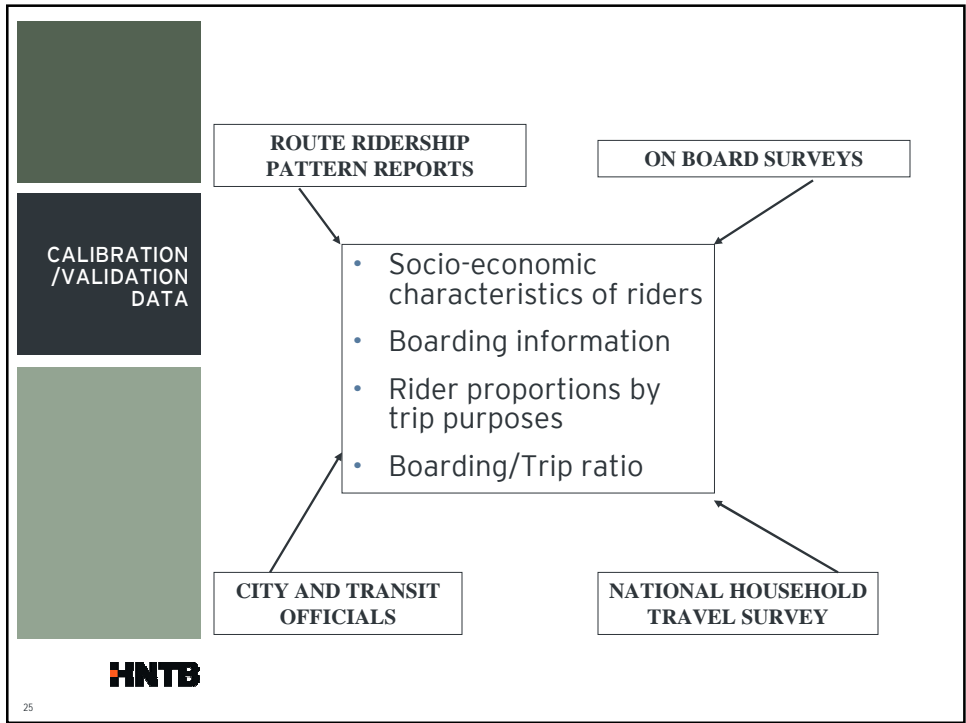 ROUTE RIDERSHIP
PATTERN REPORTS
ON BOARD SURVEYS
CALIBRATION
/VALIDATION
DATA
• Socio-economic
characteristics of riders
• Boarding information
• Rider proportions by
trip purposes
• Boarding/Trip ratio
CITY AND TRANSIT
OFFICIALS
NATIONAL HOUSEHOLD
TRAVEL SURVEY
HNTB
25